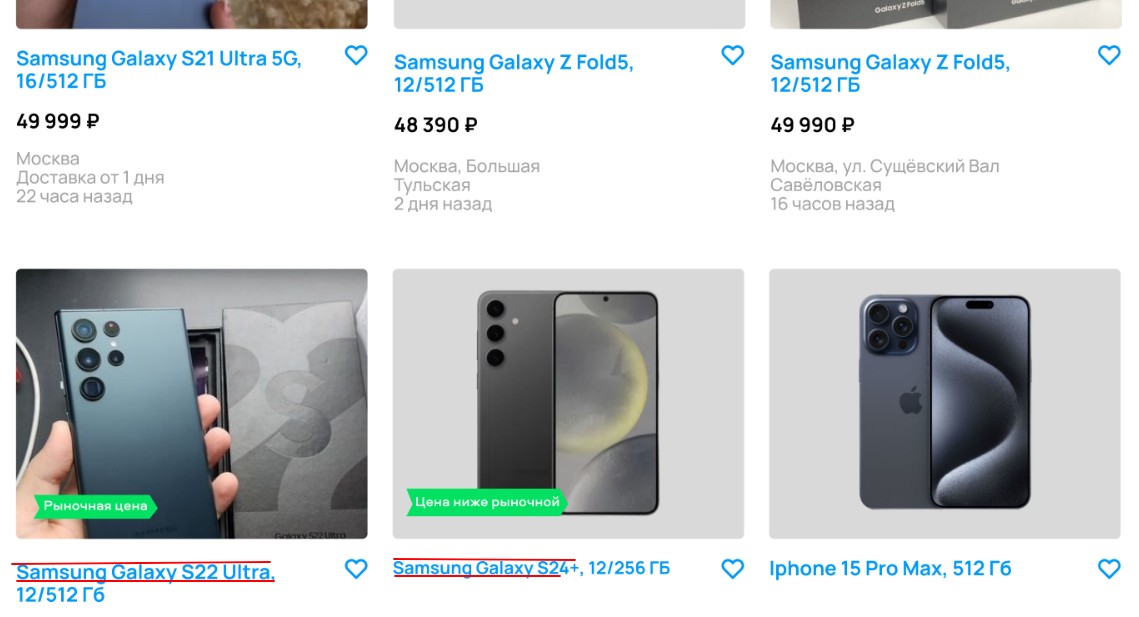 Galaxy Z Fold5
Samsung Galaxy S21 Ultra 5G,
16/512 ГБ
49 999 ₽
Москва
Доставка от 1 дня
22 часа назад
Samsung Galaxy Z Fold5,
12/512 ГБ
48 390 ₽
Москва, Большая
Тульская
2 дня назад
Samsung Galaxy Z Fold5,
12/512 ГБ
49 990 ₽
Москва, ул. Сущёвский Вал
Савёловская
16 часов назад
Рыночная цена
Galaxy S22 Ultra
Samsung Galaxy S22 Ultra,
12/512 Гб
Цена ниже рыночной
Samsung Galaxy S24+, 12/256 ГБ
Iphone 15 Pro Max, 512 Гб